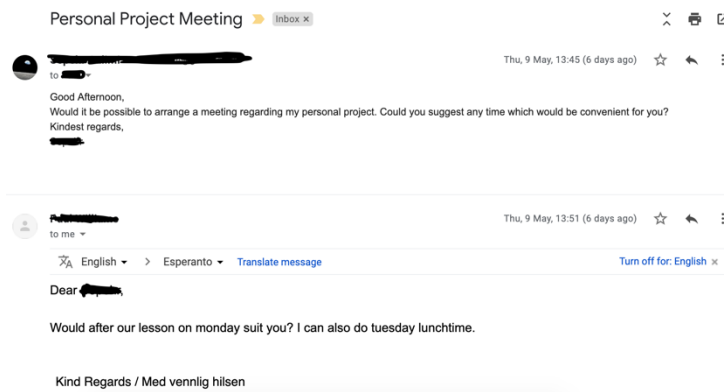 Personal Project Meeting
Inbox ×
Thu, 9 May, 13:45 (6 days ago)
to
Good Afternoon,
Would it be possible to arrange a meeting regarding my personal project. Could you suggest any time which would be convenient for you?
Kindest regards,
Thu, 9 May, 13:51 (6 days ago)
to me
English > Esperanto Translate message Turn off for: English ×
Dear
Would after our lesson on monday suit you? I can also do tuesday lunchtime.
Kind Regards / Med vennlig hilsen